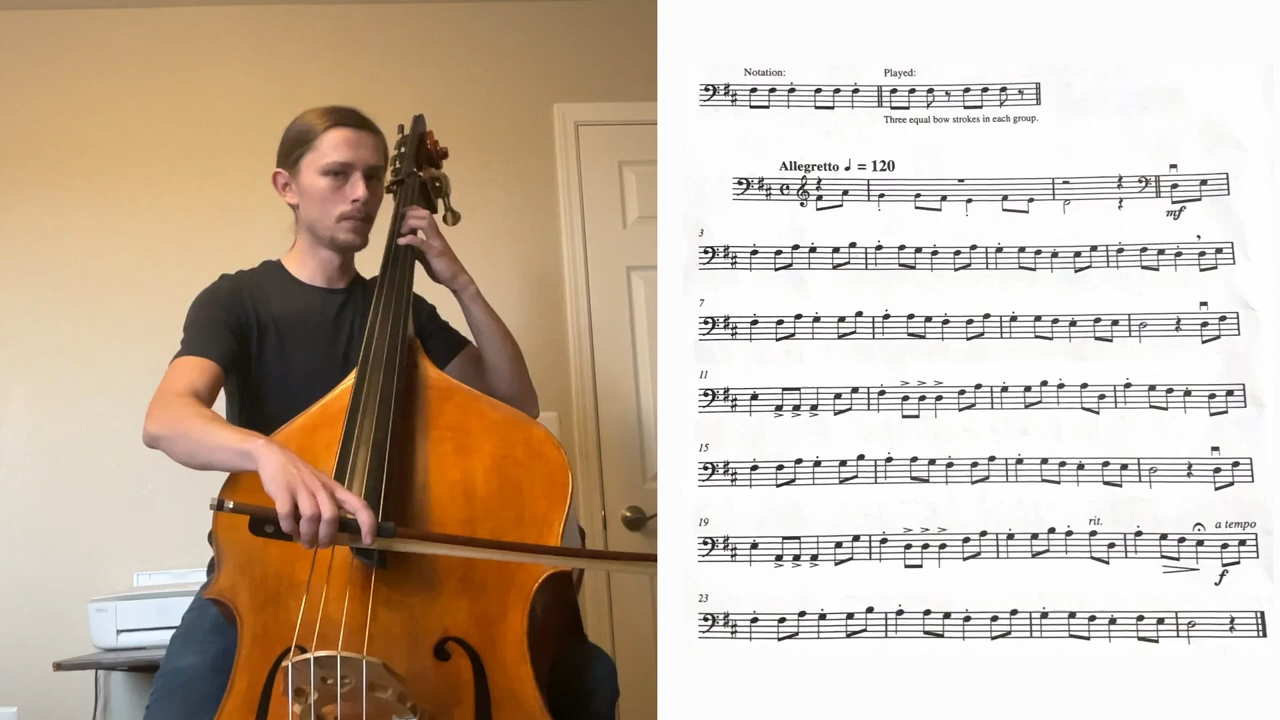 Notation: Played:
Three equal bow strokes in each group.
Allegretto ♩ = 120
mf
3
7
11
15
19 rit. a tempo
f
23